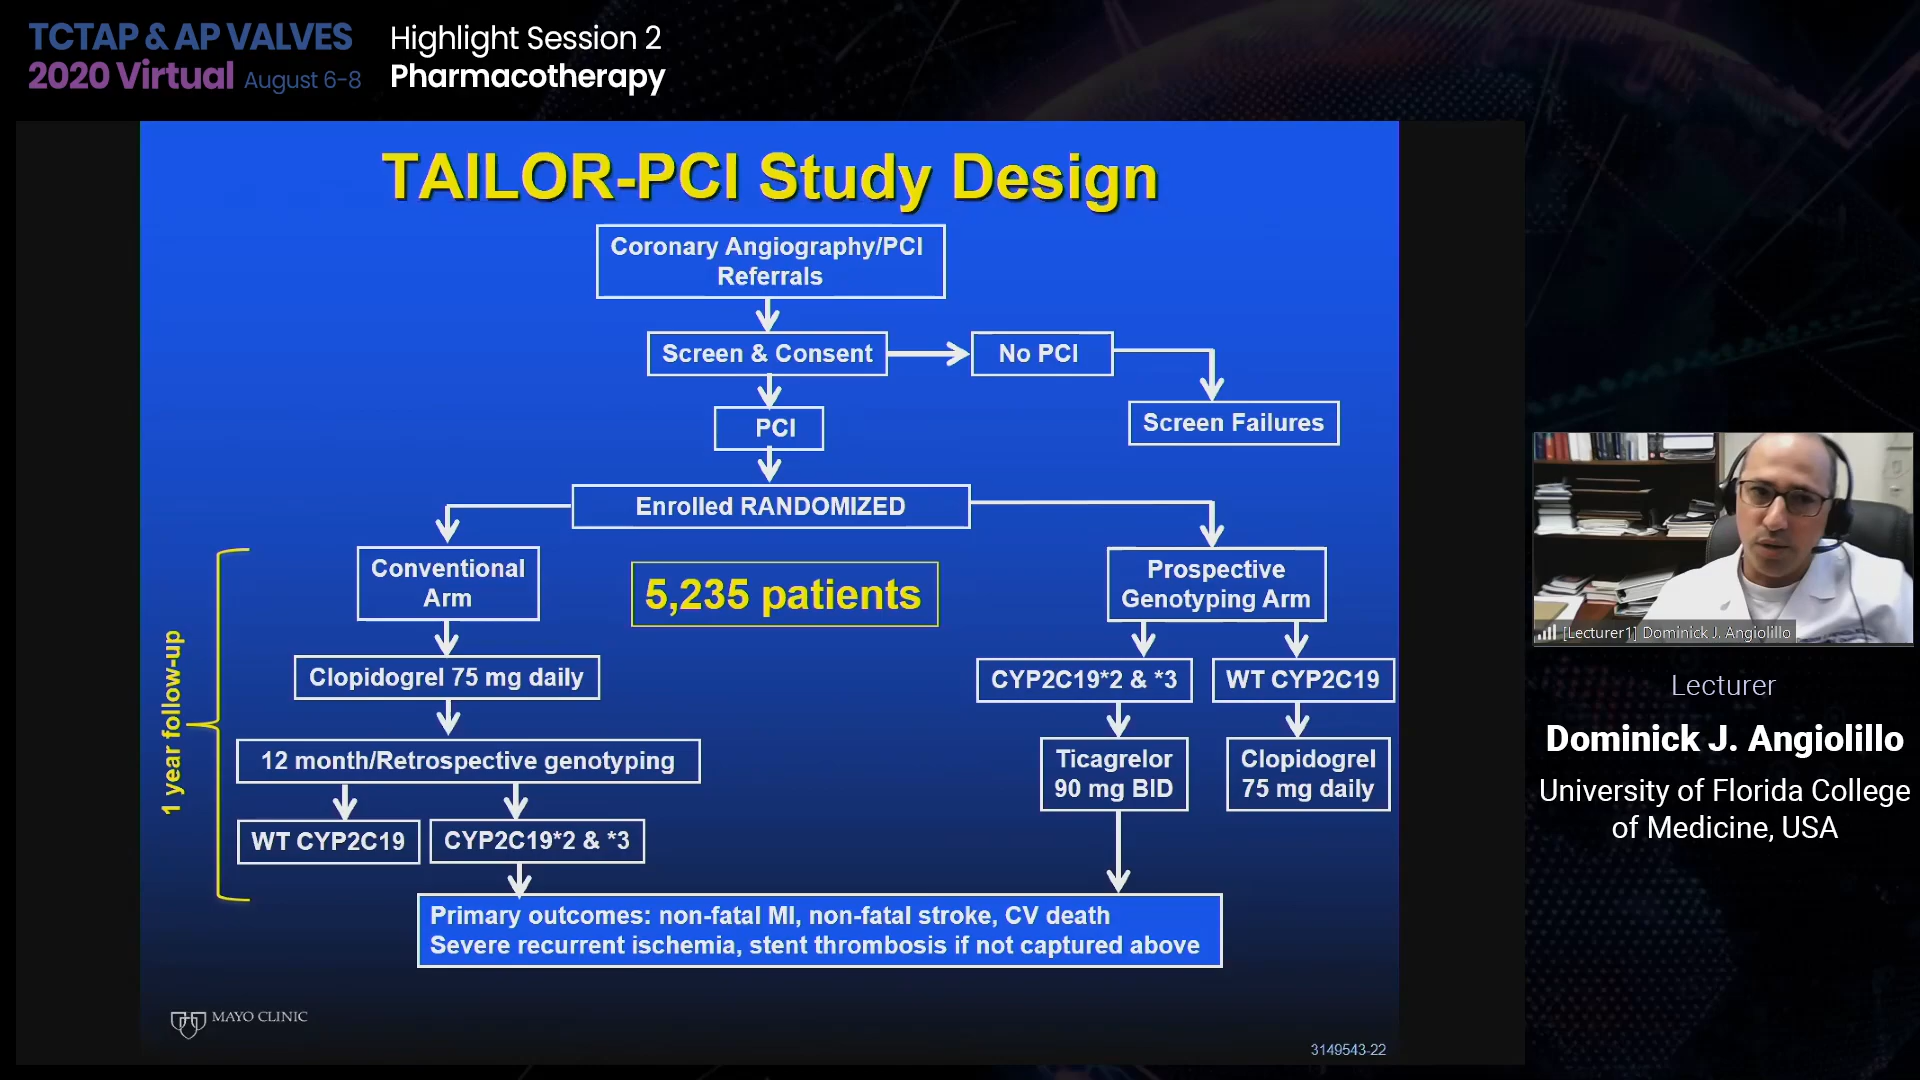 TCTAP & AP VALVES
2020 Virtual August 6-8
Highlight Session 2
Pharmacotherapy
TAILOR-PCI Study Design
Coronary Angiography/PCI
Referrals
Screen & Consent
No PCI
PCI
Screen Failures
Enrolled RANDOMIZED
Conventional
Arm
5,235 patients
Prospective
Genotyping Arm
1 year follow-up
Clopidogrel 75 mg daily
CYP2C19*2 & *3
WT CYP2C19
12 month/Retrospective genotyping
Ticagrelor
90 mg BID
Clopidogrel
75 mg daily
WT CYP2C19
CYP2C19*2 & *3
Primary outcomes: non-fatal MI, non-fatal stroke, CV death
Severe recurrent ischemia, stent thrombosis if not captured above
MAYO CLINIC
3149543-22
[Lecturer1] Dominick J. Angiolillo
Lecturer
Dominick J. Angiolillo
University of Florida College
of Medicine, USA